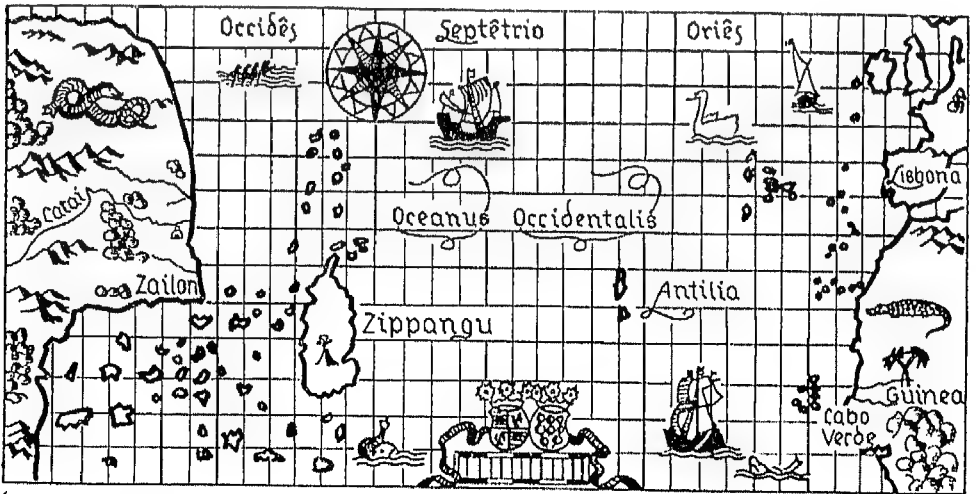 Occidẽs
Septẽtrio
Oriẽs
Lisbona
Catai
Oceanus Occidentalis
Zailon
Antilia
Zippangu
Guinea
Cabo
Verde